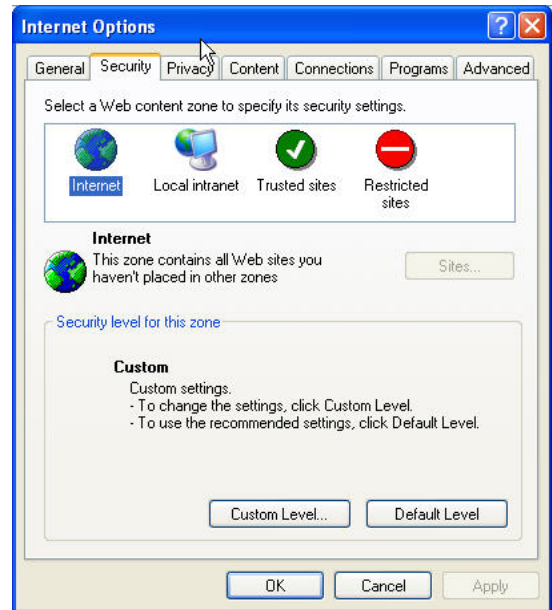 Internet Options
General Security Privacy Content Connections Programs Advanced
Select a Web content zone to specify its security settings.
Internet Local intranet Trusted sites Restricted sites
Internet
This zone contains all Web sites you
haven't placed in other zones
Sites...
Security level for this zone
Custom
Custom settings.
- To change the settings, click Custom Level.
- To use the recommended settings, click Default Level.
Custom Level... Default Level
OK Cancel Apply